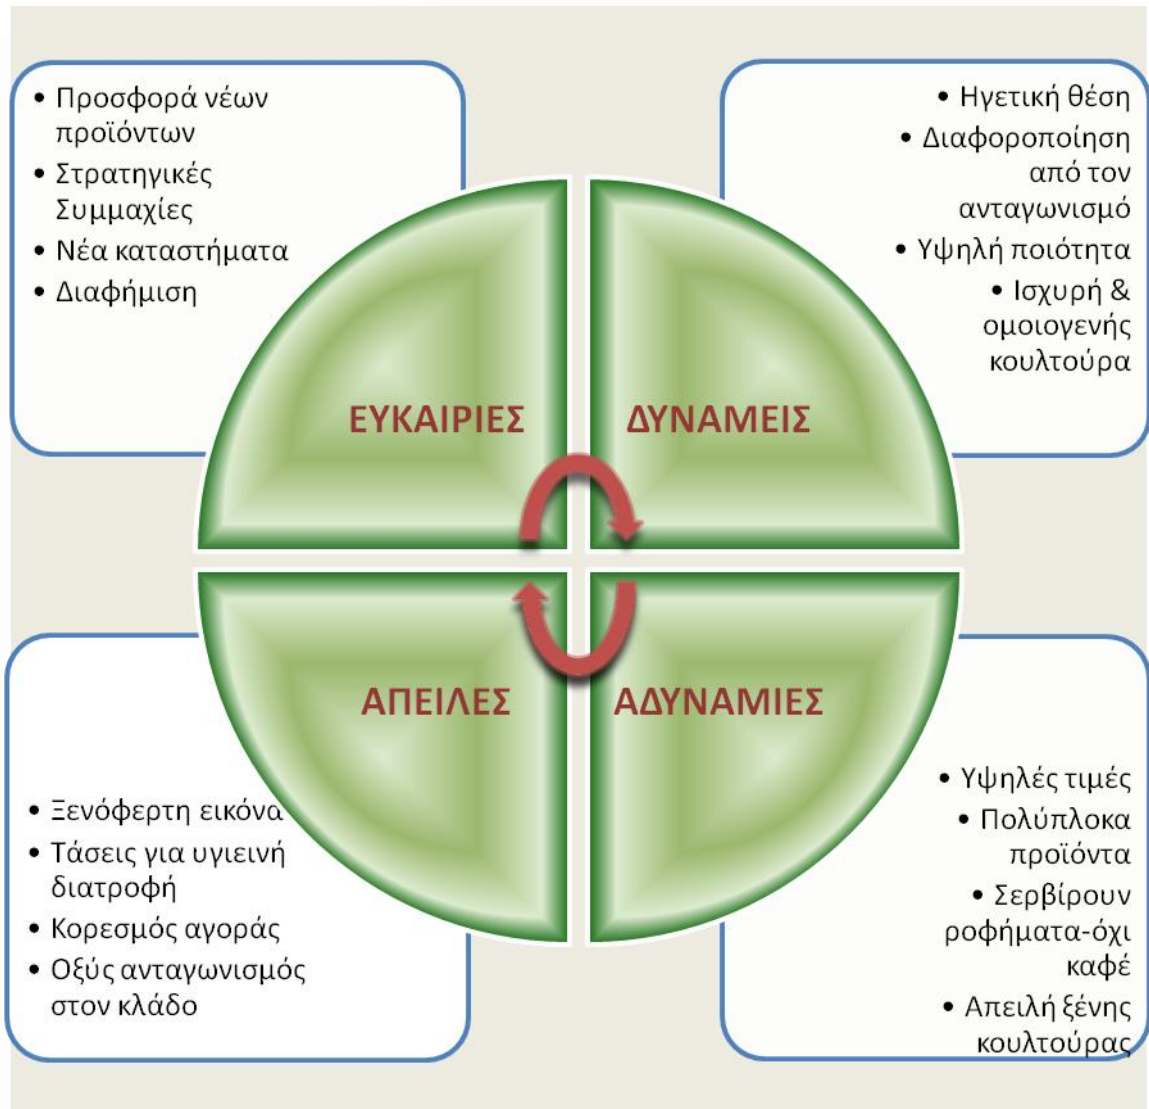 • Προσφορά νέων
προϊόντων
• Στρατηγικές
Συμμαχίες
• Νέα καταστήματα
• Διαφήμιση
• Ηγετική θέση
• Διαφοροποίηση
από τον
ανταγωνισμό
• Υψηλή ποιότητα
• Ισχυρή &
ομοιογενής
κουλτούρα
ΕΥΚΑΙΡΙΕΣ
ΔΥΝΑΜΕΙΣ
ΑΠΕΙΛΕΣ
ΑΔΥΝΑΜΙΕΣ
• Ξενόφερτη εικόνα
• Τάσεις για υγιεινή
διατροφή
• Κορεσμός αγοράς
• Οξύς ανταγωνισμός
στον κλάδο
• Υψηλές τιμές
• Πολύπλοκα
προϊόντα
• Σερβίρουν
ροφήματα-όχι
καφέ
• Απειλή ξένης
κουλτούρας